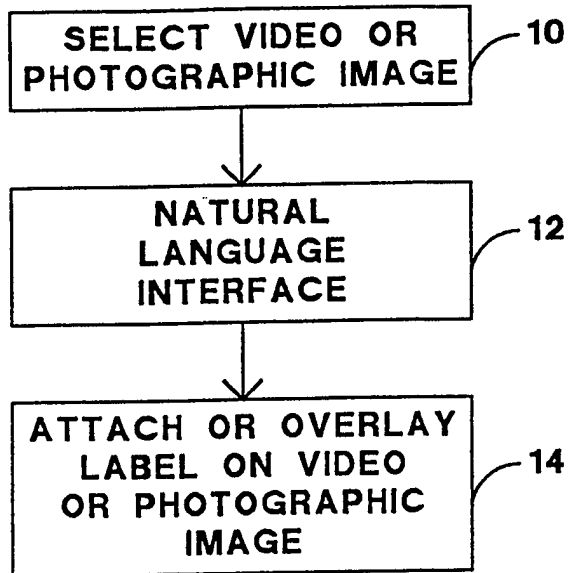 SELECT VIDEO OR
PHOTOGRAPHIC IMAGE
10
NATURAL
LANGUAGE
INTERFACE
12
ATTACH OR OVERLAY
LABEL ON VIDEO
OR PHOTOGRAPHIC
IMAGE
14